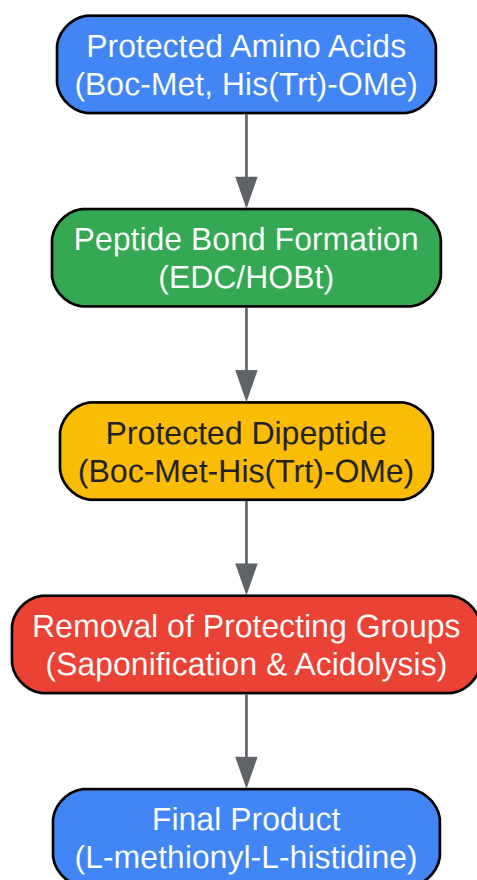 Protected Amino Acids
(Boc-Met, His(Trt)-OMe)
Peptide Bond Formation
(EDC/HOBt)
Protected Dipeptide
(Boc-Met-His(Trt)-OMe)
Removal of Protecting Groups
(Saponification & Acidolysis)
Final Product
(L-methionyl-L-histidine)